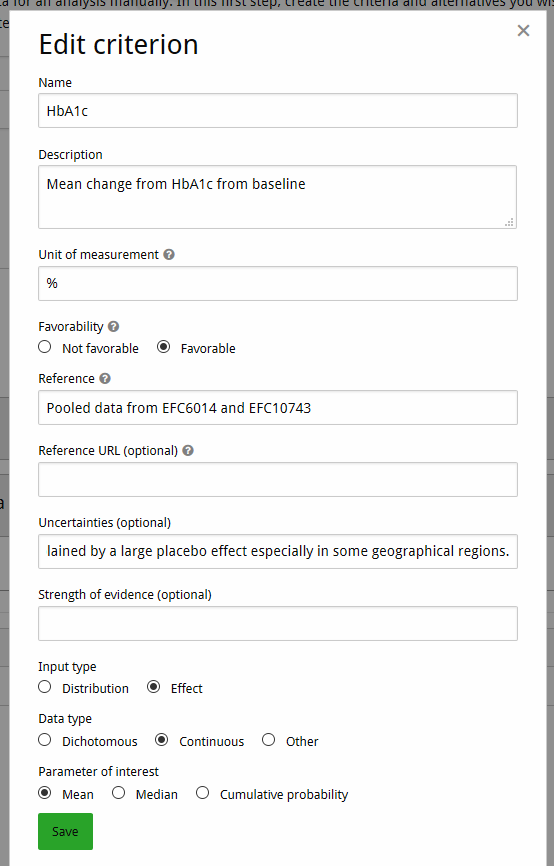 for an analysis manually. In this first step, create the criteria and alternatives you wis
te
Edit criterion
×
Name
HbA1c
Description
Mean change from HbA1c from baseline
Unit of measurement ?
%
Favorability ?
Not favorable Favorable
Reference ?
Pooled data from EFC6014 and EFC10743
Reference URL (optional) ?
Uncertainties (optional)
lained by a large placebo effect especially in some geographical regions.
a
Strength of evidence (optional)
Input type
Distribution Effect
Data type
Dichotomous Continuous Other
Parameter of interest
Mean Median Cumulative probability
Save